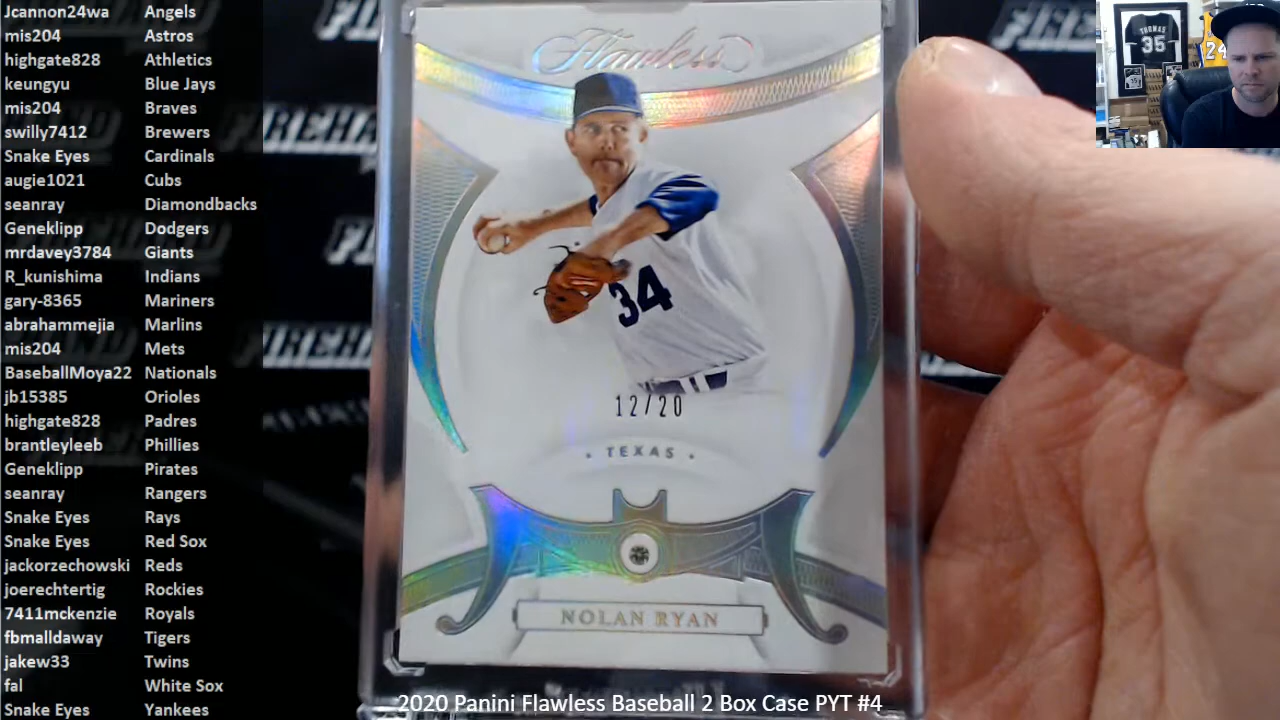 Jcannon24wa Angels
mis204 Astros
highgate828 Athletics
keungyu Blue Jays
mis204 Braves
swilly7412 Brewers
Snake Eyes Cardinals
augie1021 Cubs
seanray Diamondbacks
Geneklipp Dodgers
mrdavey3784 Giants
R_kunishima Indians
gary-8365 Mariners
abrahammejia Marlins
mis204 Mets
BaseballMoya22 Nationals
jb15385 Orioles
highgate828 Padres
brantleyleeb Phillies
Geneklipp Pirates
seanray Rangers
Snake Eyes Rays
Snake Eyes Red Sox
jackorzechowski Reds
joerechtertig Rockies
7411mckenzie Royals
fbmalldaway Tigers
jakew33 Twins
fal White Sox
Snake Eyes Yankees
Flawless
34
12/20
· TEXAS ·
NOLAN RYAN
2020 Panini Flawless Baseball 2 Box Case PYT #4
THOMAS
35
24